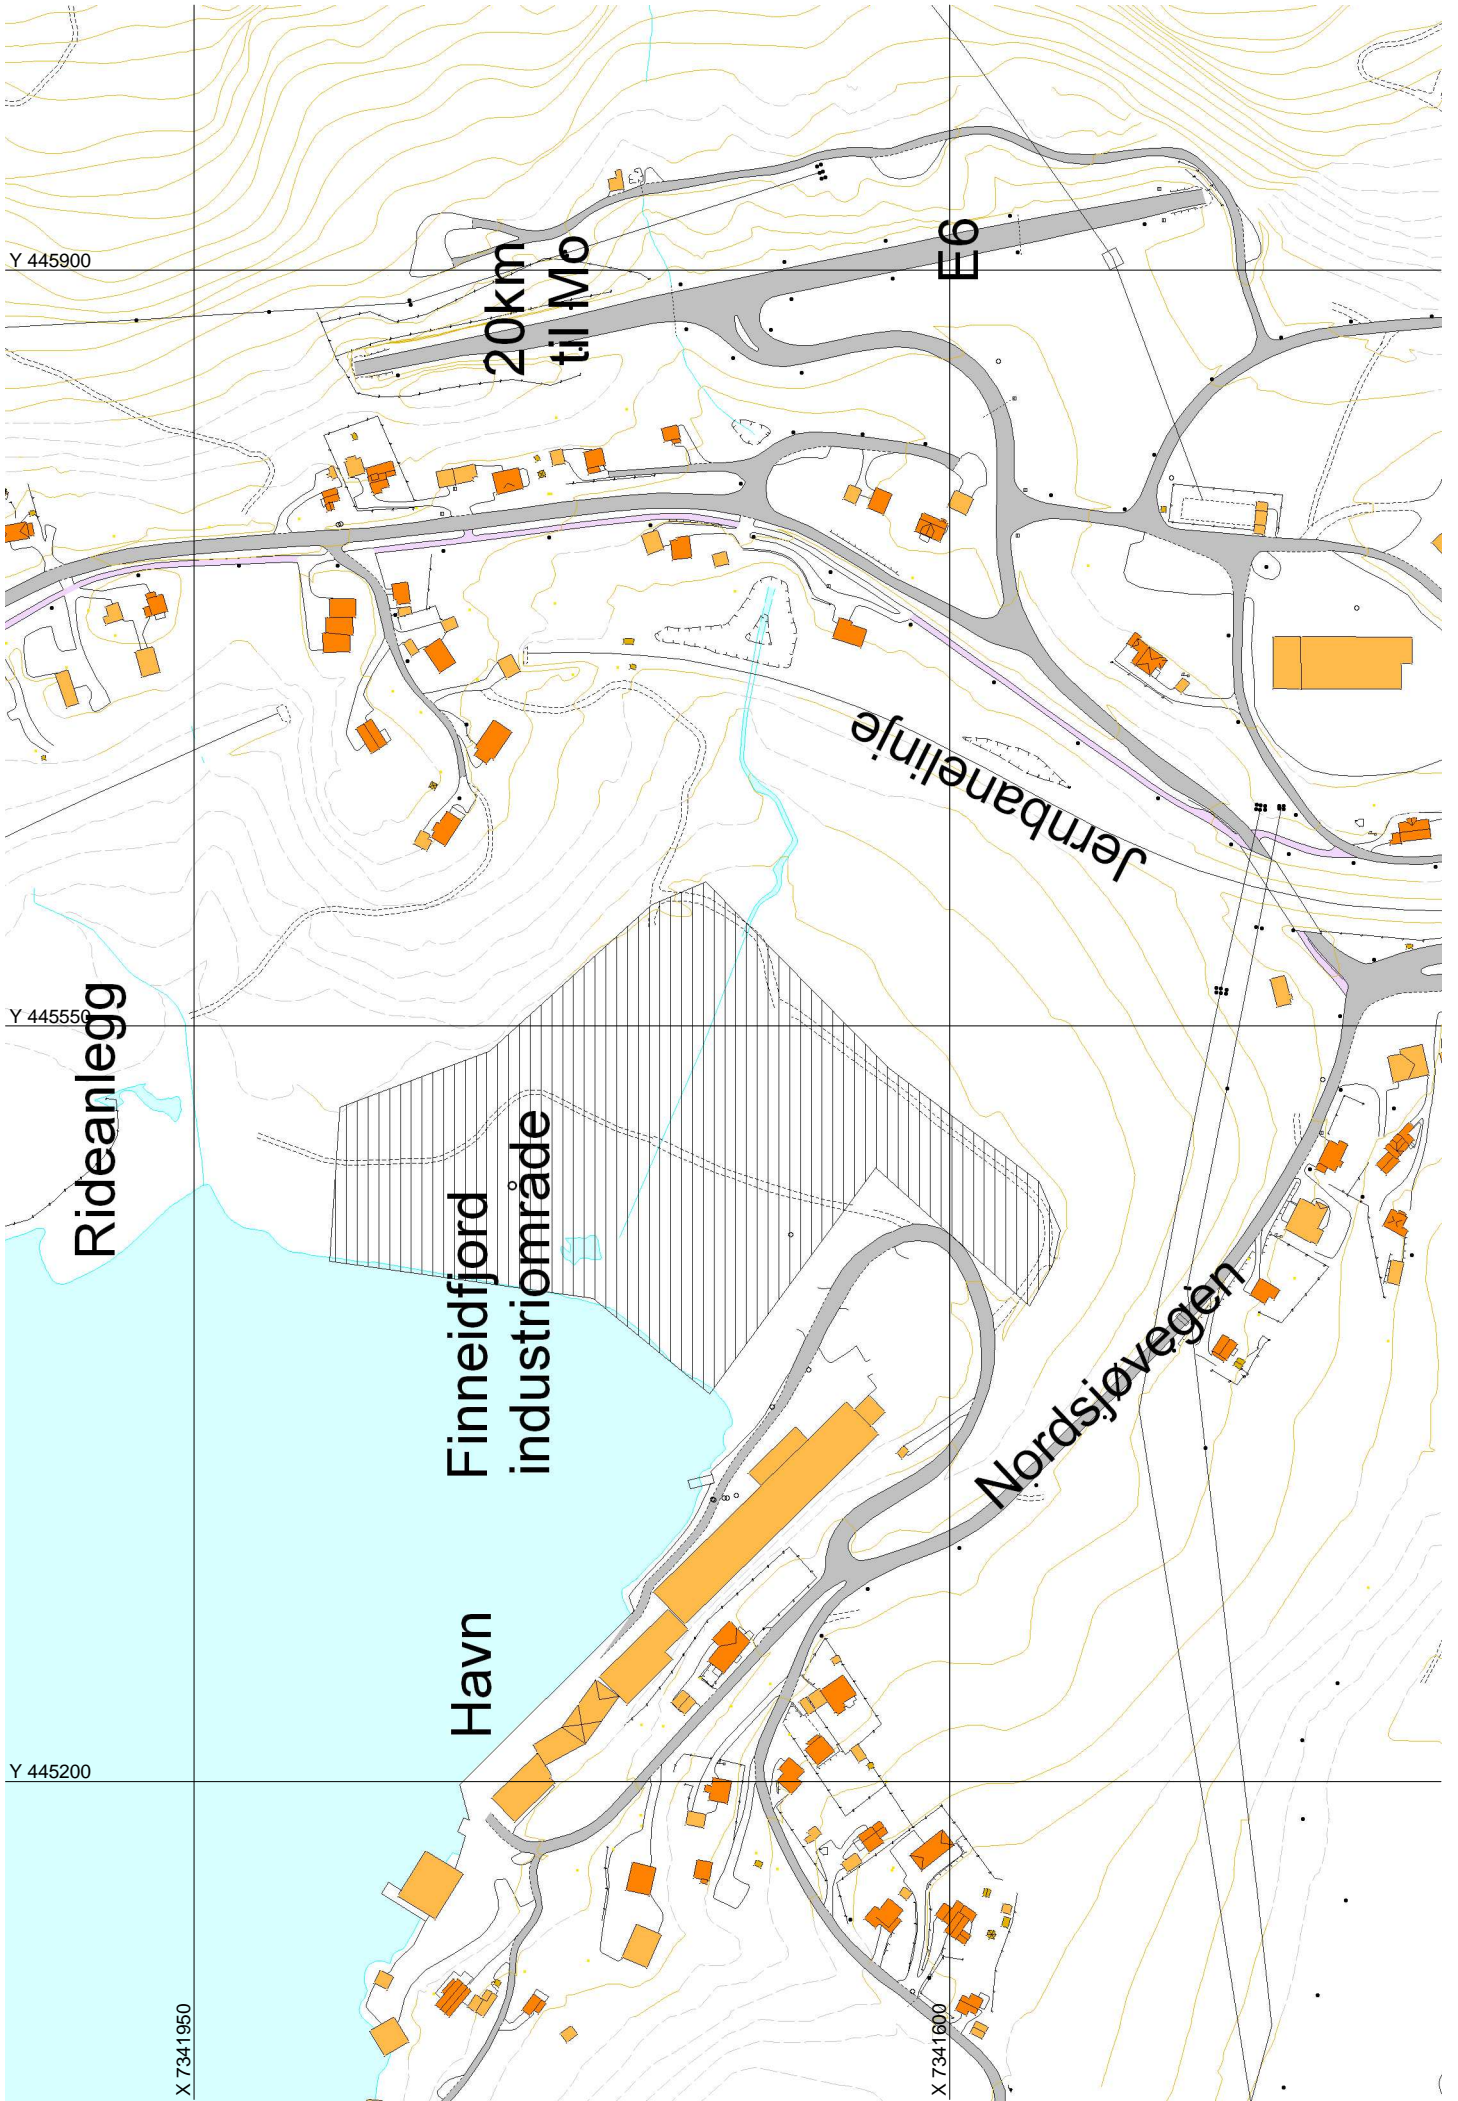 Y 445900
20km
til Mo
E6
Jernbanelinje
Rideanlegg
Y 445550
Finneidfjord
industriområde
Nordsjøvegen
Havn
Y 445200
X 7341950
X 7341600